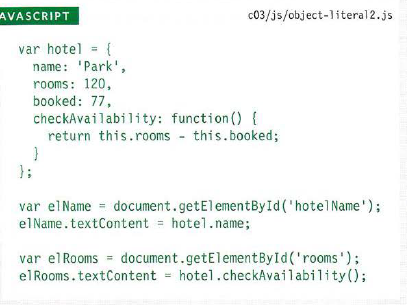 JAVASCRIPT c03/js/object-literal2.js
var hotel = {
name: 'Park',
rooms: 120,
booked: 77,
checkAvailability: function() {
return this.rooms - this.booked;
}
};
var elName = document.getElementById('hotelName');
elName.textContent = hotel.name;
var elRooms = document.getElementById('rooms');
elRooms.textContent = hotel.checkAvailability();